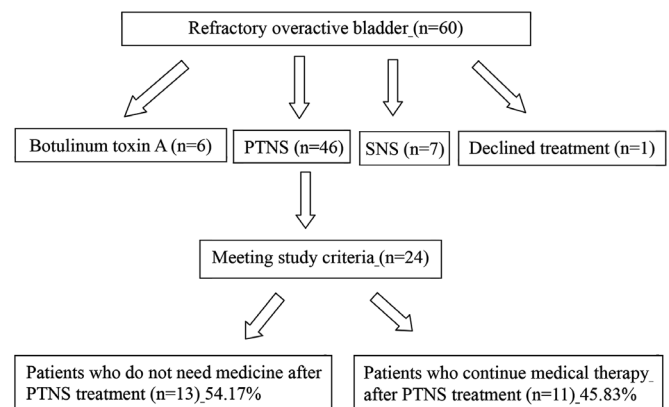 Refractory overactive bladder (n=60)
Botulinum toxin A (n=6)
PTNS (n=46)
SNS (n=7)
Declined treatment (n=1)
Meeting study criteria (n=24)
Patients who do not need medicine after
PTNS treatment (n=13) 54.17%
Patients who continue medical therapy
after PTNS treatment (n=11) 45.83%